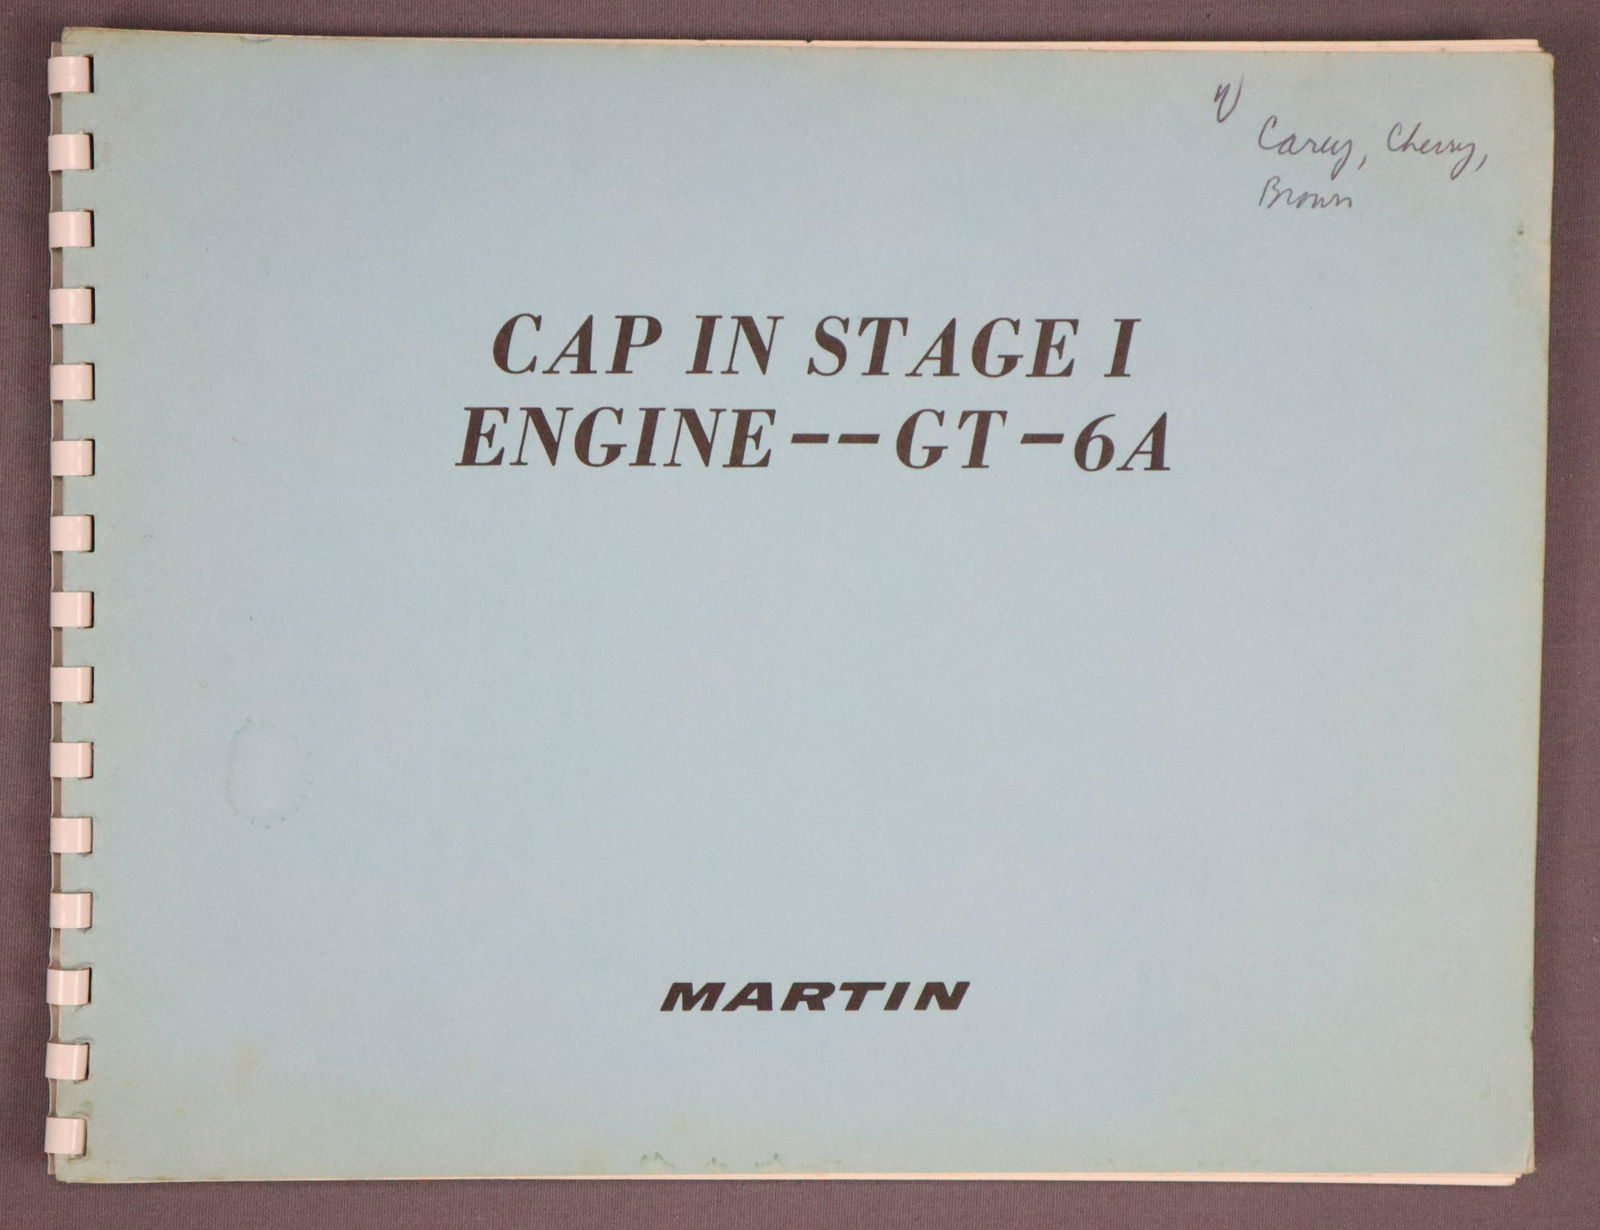 Carey, Cherry,
Brown
CAP IN STAGE I
ENGINE--GT-6A
MARTIN